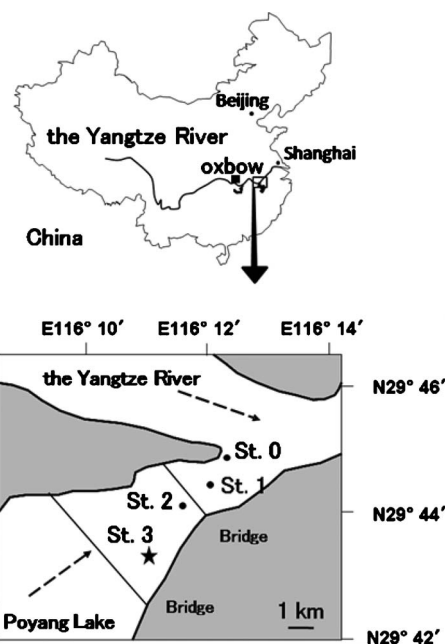 Beijing
the Yangtze River
Shanghai
oxbow
China
E116° 10′ E116° 12′ E116° 14′
the Yangtze River
N29° 46′
St. 0
St. 1
St. 2
N29° 44′
St. 3
Bridge
Bridge
1 km
Poyang Lake
N29° 42′